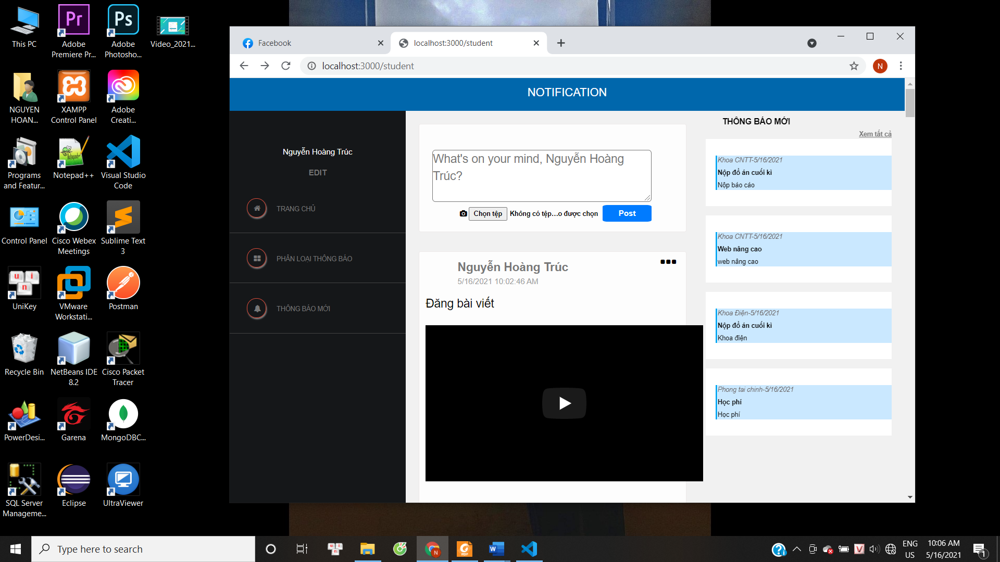 This PC
Adobe
Premiere Pr...
Adobe
Photosho...
Video_2021...
NGUYEN
HOAN...
XAMPP
Control Panel
Adobe
Creati...
Programs
and Featur...
Notepad++
Visual Studio
Code
Control Panel
Cisco Webex
Meetings
Sublime Text
3
UniKey
VMware
Workstati...
Postman
Recycle Bin
NetBeans IDE
8.2
Cisco Packet
Tracer
PowerDesi...
Garena
MongoDBC...
SQL Server
Manageme...
Eclipse
UltraViewer
Facebook
localhost:3000/student
localhost:3000/student
N
NOTIFICATION
Nguyễn Hoàng Trúc
EDIT
TRANG CHỦ
PHÂN LOẠI THÔNG BÁO
THÔNG BÁO MỚI
What's on your mind, Nguyễn Hoàng
Trúc?
Chọn tệp Không có tệp...o được chọn Post
Nguyễn Hoàng Trúc
5/16/2021 10:02:46 AM
Đăng bài viết
THÔNG BÁO MỚI
Xem tất cả
Khoa CNTT-5/16/2021
Nộp đồ án cuối kì
Nộp báo cáo
Khoa CNTT-5/16/2021
Web nâng cao
web nâng cao
Khoa Điện-5/16/2021
Nộp đồ án cuối kì
Khoa điện
Phong tai chinh-5/16/2021
Học phí
Học phí
Type here to search
ENG
US
10:06 AM
5/16/2021
1